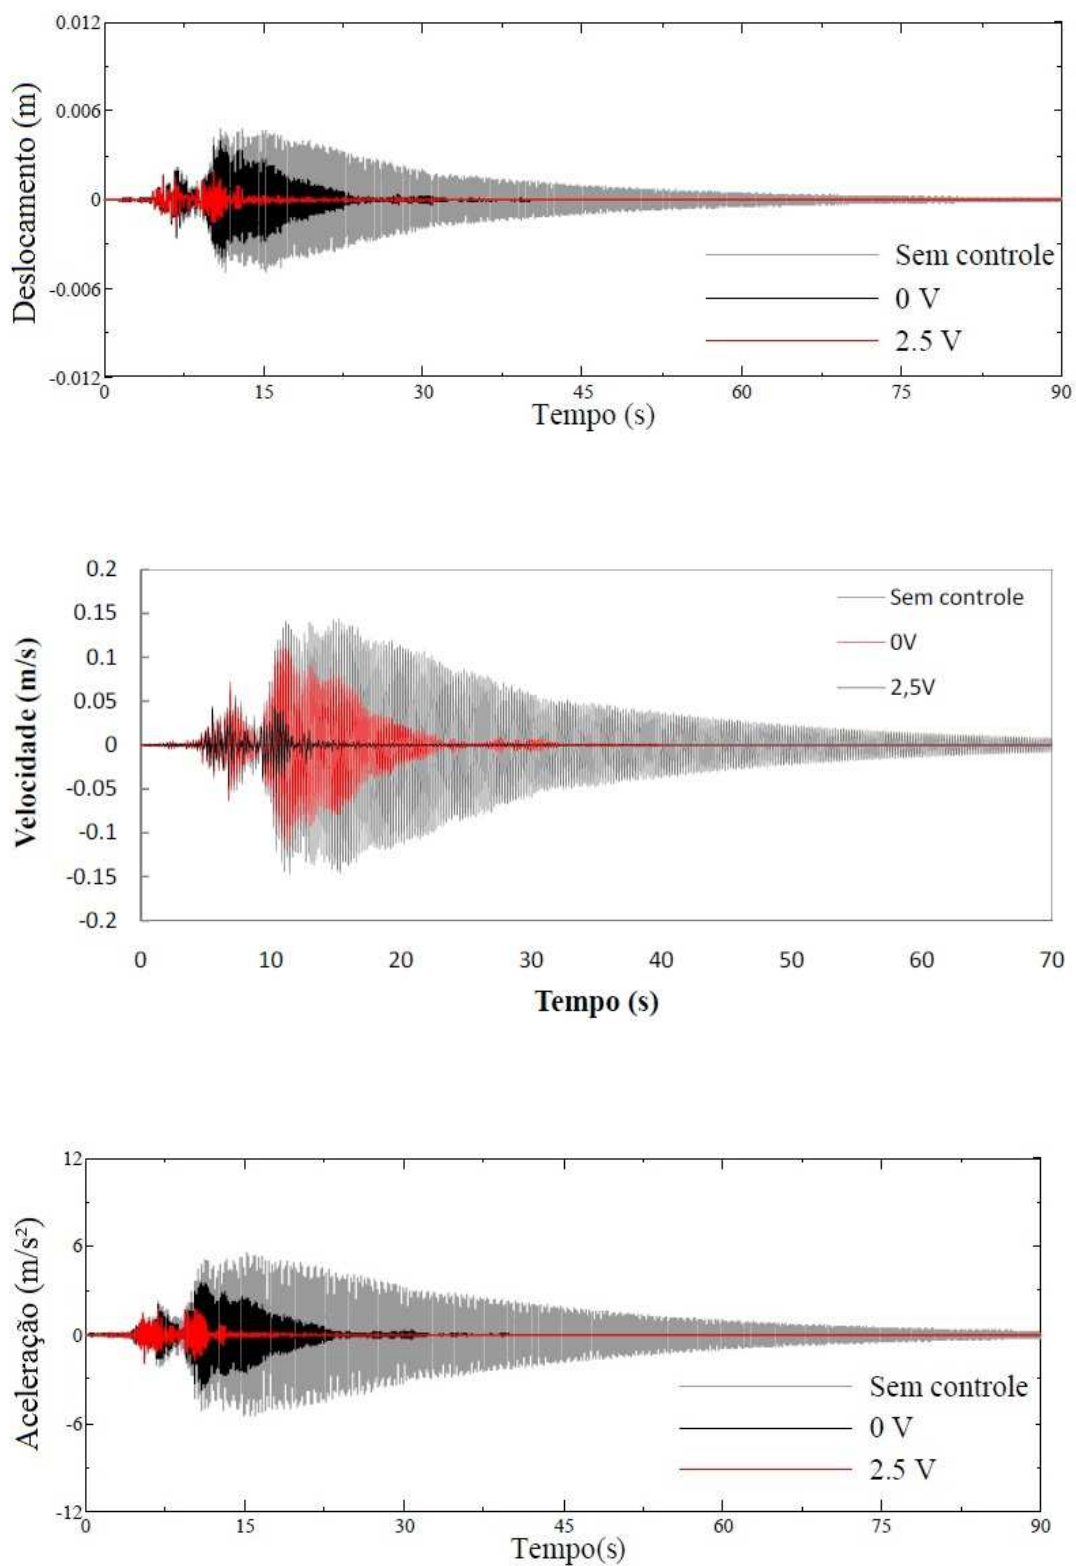 0.012
0.006
0
-0.006
-0.012
Deslocamento (m)
Sem controle
0 V
2.5 V
0 15 30 45 60 75 90
Tempo (s)
0.2
0.15
0.1
0.05
0
-0.05
-0.1
-0.15
-0.2
Velocidade (m/s)
Sem controle
0V
2,5V
0 10 20 30 40 50 60 70
Tempo (s)
12
6
0
-6
-12
Aceleração (m/s²)
Sem controle
0 V
2.5 V
0 15 30 45 60 75 90
Tempo(s)